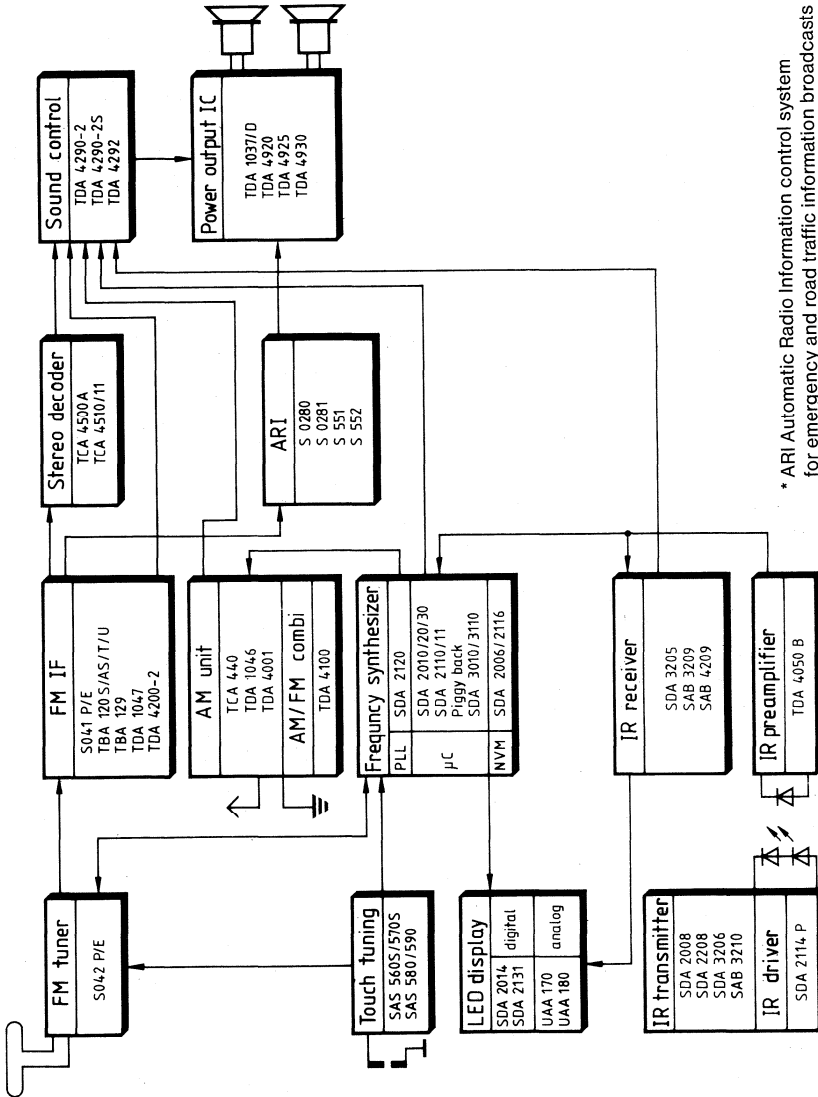 FM tuner
S042 P/E
FM IF
S041 P/E
TBA 120 S/AS/T/U
TBA 129
TDA 1047
TDA 4200-2
Stereo decoder
TCA 4500A
TCA 4510/11
Sound control
TDA 4290-2
TDA 4290-2S
TDA 4292
AM unit
TCA 440
TDA 1046
TDA 4001
AM/FM combi
TDA 4100
ARI
S 0280
S 0281
S 551
S 552
Power output IC
TDA 1037/D
TDA 4920
TDA 4925
TDA 4930
Touch tuning
SAS 560S/570S
SAS 580/590
Frequncy synthesizer
PLL SDA 2120
µC
SDA 2010/20/30
SDA 2110/11
Piggy back
SDA 3010/3110
NVM SDA 2006/2116
LED display
SDA 2014
SDA 2131
digital
UAA 170
UAA 180
analog
IR receiver
SDA 3205
SAB 3209
SAB 4209
IR transmitter
SDA 2008
SDA 2208
SDA 3206
SAB 3210
IR driver
SDA 2114 P
IR preamplifier
TDA 4050 B
* ARI Automatic Radio Information control system
for emergency and road traffic information broadcasts